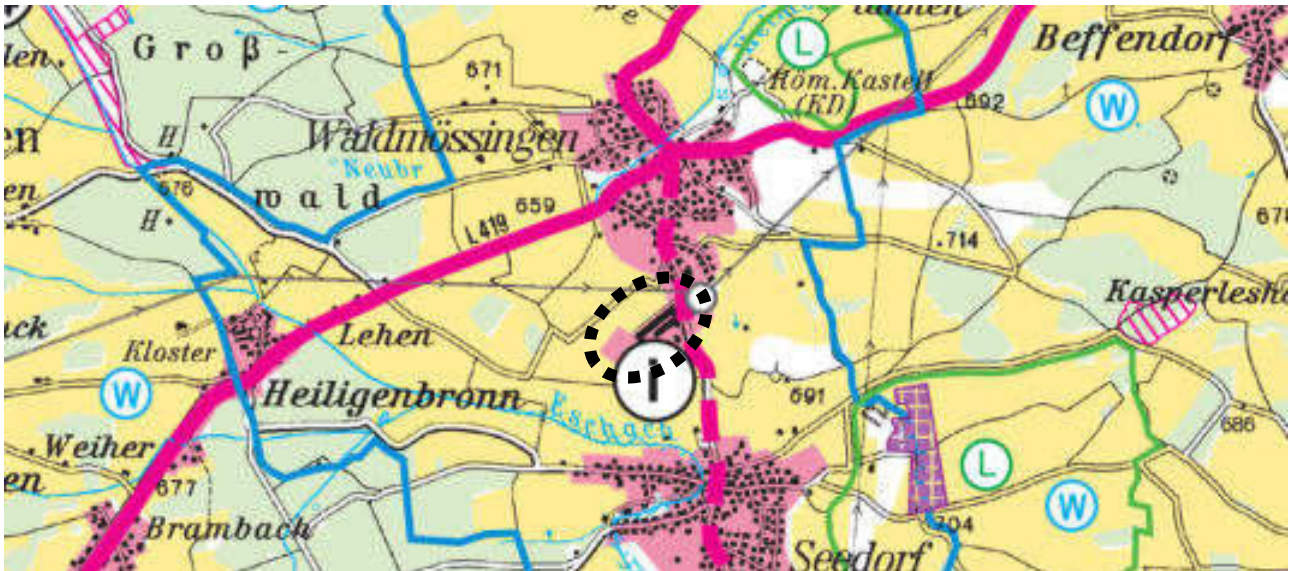 Groß-
671
Beffendorf
Röm. Kastell
(KD)
L
692
W
Waldmössingen
Neubr
H
676
wald
H
659
L419
714
Kasperlesh
Lehen
Kloster
W
Heiligenbronn
Eschach
691
686
Weiher
677
L
W
Brambach
704
Seedorf